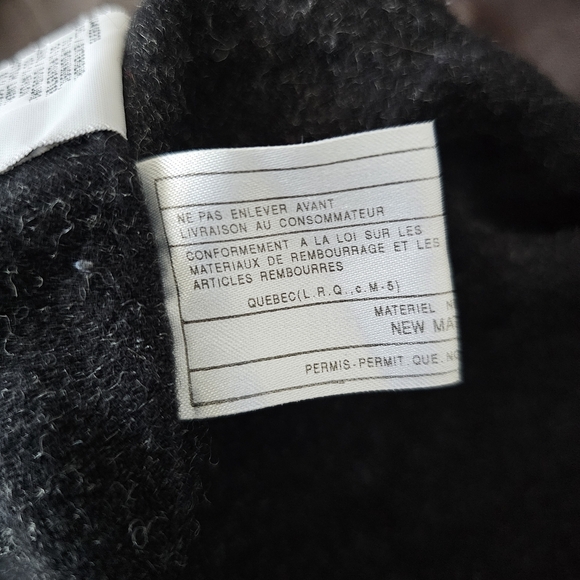 NE PAS ENLEVER AVANT
LIVRAISON AU CONSOMMATEUR
CONFORMEMENT A LA LOI SUR LES
MATERIAUX DE REMBOURRAGE ET LES
ARTICLES REMBOURRES
QUEBEC(L.R.Q.,c.M-5)
MATERIEL
NEW
PERMIS-PERMIT.QUE.